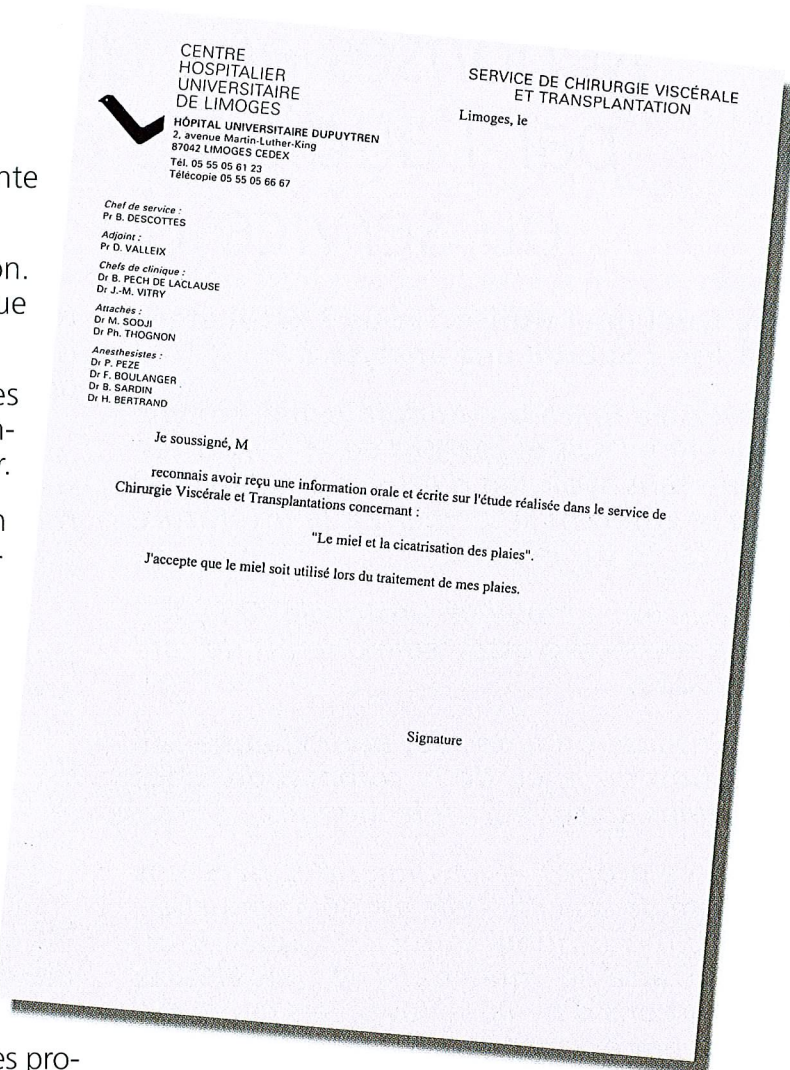 nte
on.
ue
es
n-
r.
n
-
CENTRE
HOSPITALIER
UNIVERSITAIRE
DE LIMOGES
HÔPITAL UNIVERSITAIRE DUPUYTREN
2, avenue Martin-Luther-King
87042 LIMOGES CEDEX
Tél. 05 55 05 61 23
Télécopie 05 55 05 66 67
SERVICE DE CHIRURGIE VISCÉRALE
ET TRANSPLANTATION
Limoges, le
Chef de service :
Pr B. DESCOTTES
Adjoint :
Pr D. VALLEIX
Chefs de clinique :
Dr B. PECH DE LACLAUSE
Dr J.-M. VITRY
Attaches :
Dr M. SODJI
Dr Ph. THOGNON
Anesthesistes :
Dr P. PEZE
Dr F. BOULANGER
Dr B. SARDIN
Dr H. BERTRAND
Je soussigné, M
reconnais avoir reçu une information orale et écrite sur l'étude réalisée dans le service de
Chirurgie Viscérale et Transplantations concernant :
"Le miel et la cicatrisation des plaies".
J'accepte que le miel soit utilisé lors du traitement de mes plaies.
Signature
es pro-